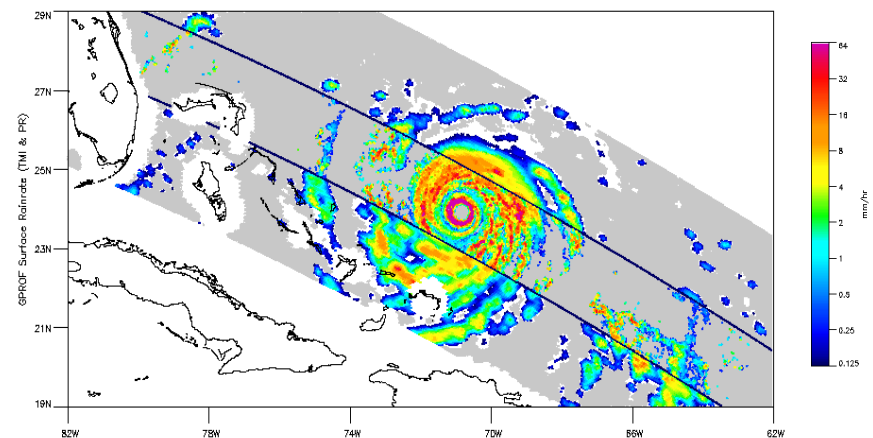 29N
27N
25N
23N
21N
19N
82W
78W
74W
70W
66W
62W
GPROF Surface Rainrate (TMI & PR)
64
32
16
8
4
2
1
0.5
0.25
0.125
mm/hr